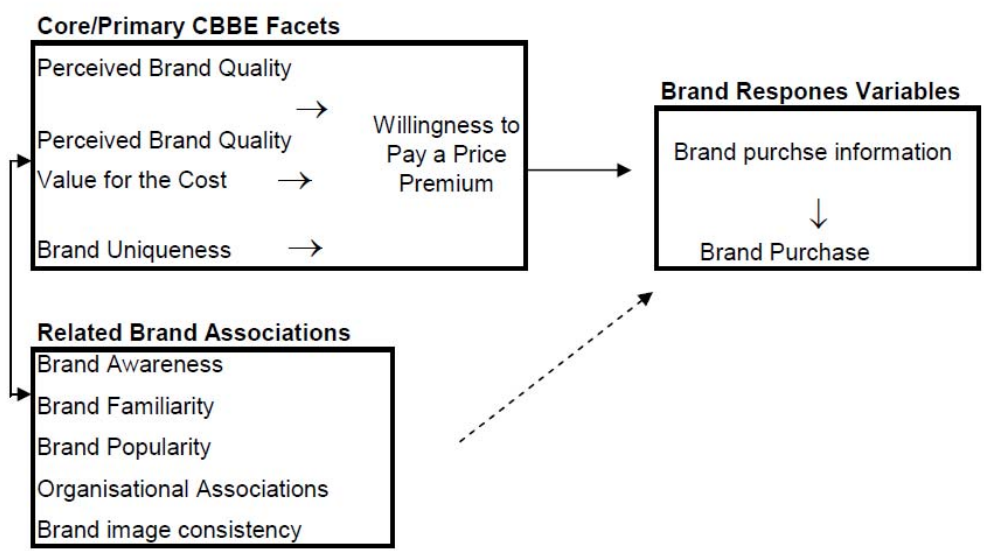 Core/Primary CBBE Facets
Perceived Brand Quality
→
Perceived Brand Quality
Value for the Cost →
Brand Uniqueness →
Willingness to
Pay a Price
Premium
Brand Respones Variables
Brand purchse information
↓
Brand Purchase
Related Brand Associations
Brand Awareness
Brand Familiarity
Brand Popularity
Organisational Associations
Brand image consistency